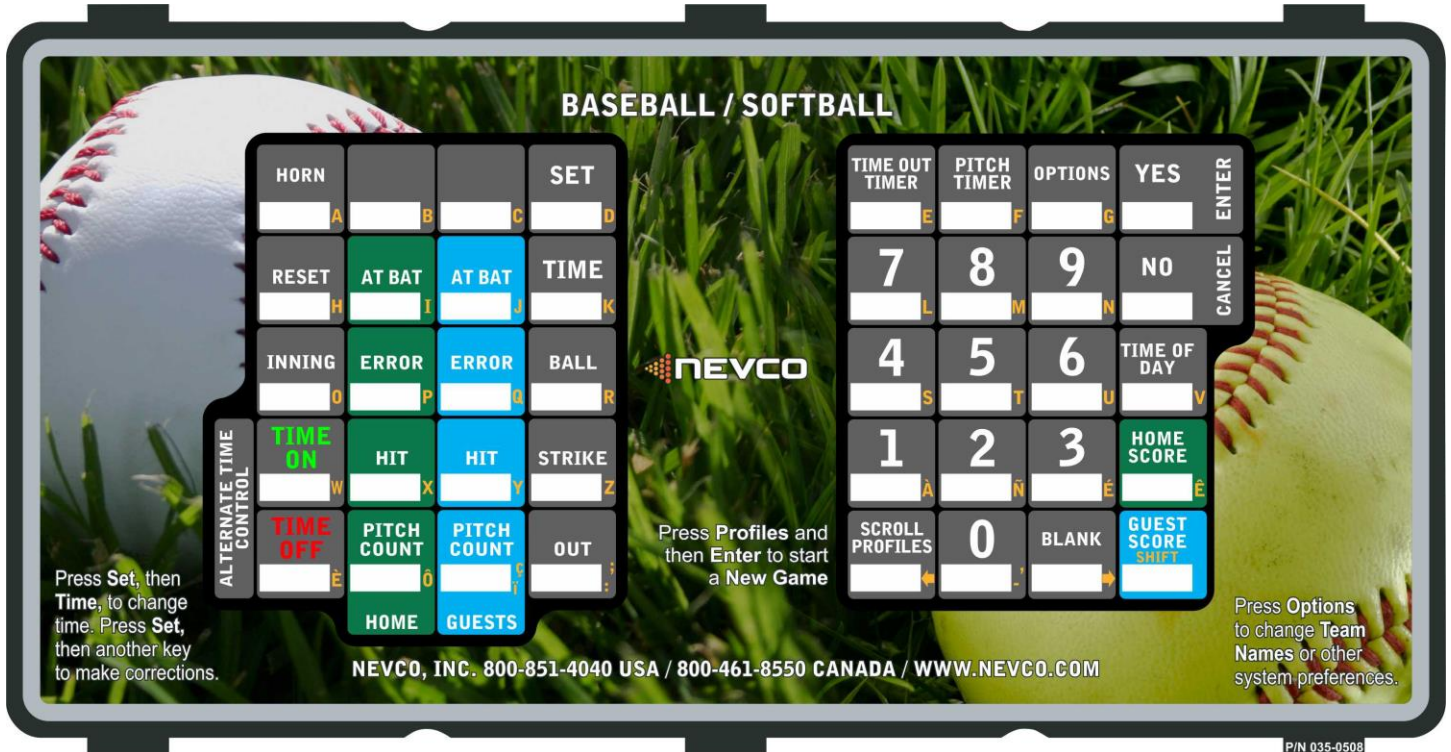 BASEBALL / SOFTBALL
HORN
A
B
C
SET
D
RESET
H
AT BAT
I
AT BAT
J
TIME
K
INNING
O
ERROR
P
ERROR
Q
BALL
R
ALTERNATE TIME
CONTROL
TIME
ON
W
HIT
X
HIT
Y
STRIKE
Z
TIME
OFF
È
PITCH
COUNT
Ô
PITCH
COUNT
Ç
Ï
OUT
;
:
HOME
GUESTS
NEVCO
TIME OUT
TIMER
E
PITCH
TIMER
F
OPTIONS
G
YES
ENTER
7
L
8
M
9
N
NO
CANCEL
4
S
5
T
6
U
TIME OF
DAY
V
1
À
2
Ñ
3
É
HOME
SCORE
Ê
SCROLL
PROFILES
0
-
'
BLANK
GUEST
SCORE
SHIFT
Press Set, then
Time, to change
time. Press Set,
then another key
to make corrections.
Press Profiles and
then Enter to start
a New Game
Press Options
to change Team
Names or other
system preferences.
NEVCO, INC. 800-851-4040 USA / 800-461-8550 CANADA / WWW.NEVCO.COM
P/N 035-0508